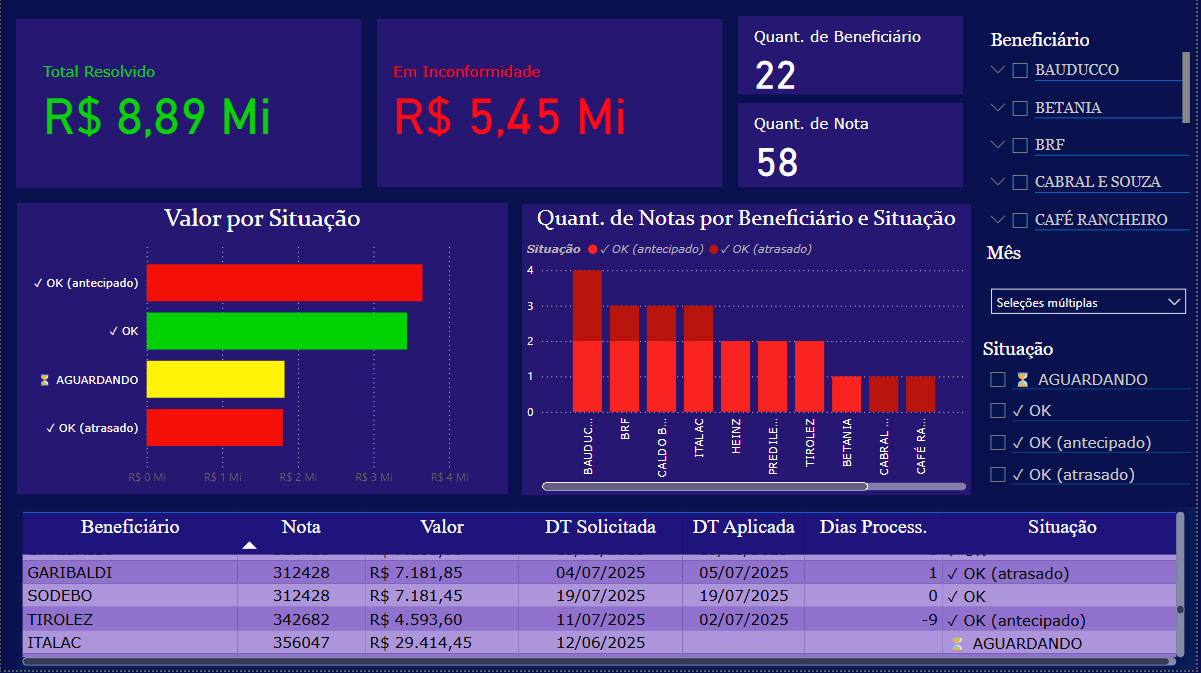 Total Resolvido
R$ 8,89 Mi
Em Inconformidade
R$ 5,45 Mi
Quant. de Beneficiário
22
Quant. de Nota
58
Beneficiário
BAUDUCCO
BETANIA
BRF
CABRAL E SOUZA
CAFÉ RANCHEIRO
Mês
Seleções múltiplas
Situação
⏳ AGUARDANDO
✓ OK
✓ OK (antecipado)
✓ OK (atrasado)
Valor por Situação
✓ OK (antecipado)
✓ OK
⏳ AGUARDANDO
✓ OK (atrasado)
R$ 0 Mi R$ 1 Mi R$ 2 Mi R$ 3 Mi R$ 4 Mi
Quant. de Notas por Beneficiário e Situação
Situação ✓ OK (antecipado) ✓ OK (atrasado)
4
3
2
1
0
BAUDUC...
BRF
CALDO B...
ITALAC
HEINZ
PREDILE...
TIROLEZ
BETANIA
CABRAL ...
CAFÉ RA...
Beneficiário Nota Valor DT Solicitada DT Aplicada Dias Process. Situação
GARIBALDI 312428 R$ 7.181,85 04/07/2025 05/07/2025 1 ✓ OK (atrasado)
SODEBO 312428 R$ 7.181,45 19/07/2025 19/07/2025 0 ✓ OK
TIROLEZ 342682 R$ 4.593,60 11/07/2025 02/07/2025 -9 ✓ OK (antecipado)
ITALAC 356047 R$ 29.414,45 12/06/2025 ⏳ AGUARDANDO